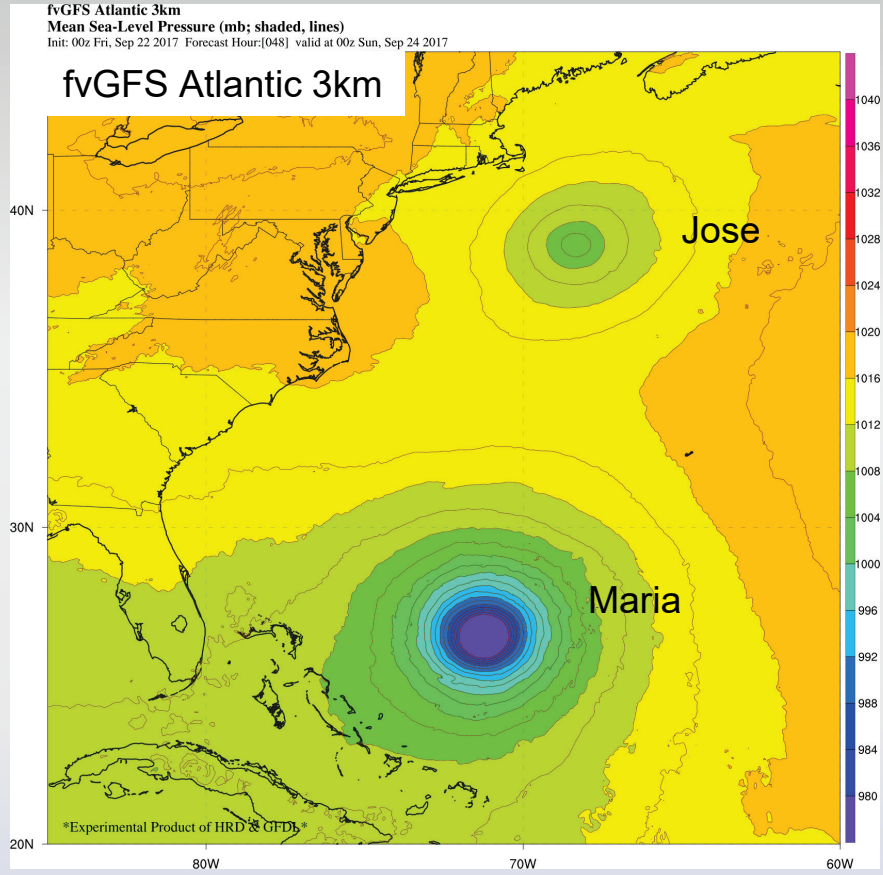 fvGFS Atlantic 3km
Mean Sea-Level Pressure (mb; shaded, lines)
Init: 00z Fri, Sep 22 2017 Forecast Hour:[048] valid at 00z Sun, Sep 24 2017
fvGFS Atlantic 3km
1040
1036
1032
1028
1024
1020
1016
1012
1008
1004
1000
996
992
988
984
980
40N
30N
20N
Jose
Maria
*Experimental Product of HRD & GFDL*
80W
70W
60W